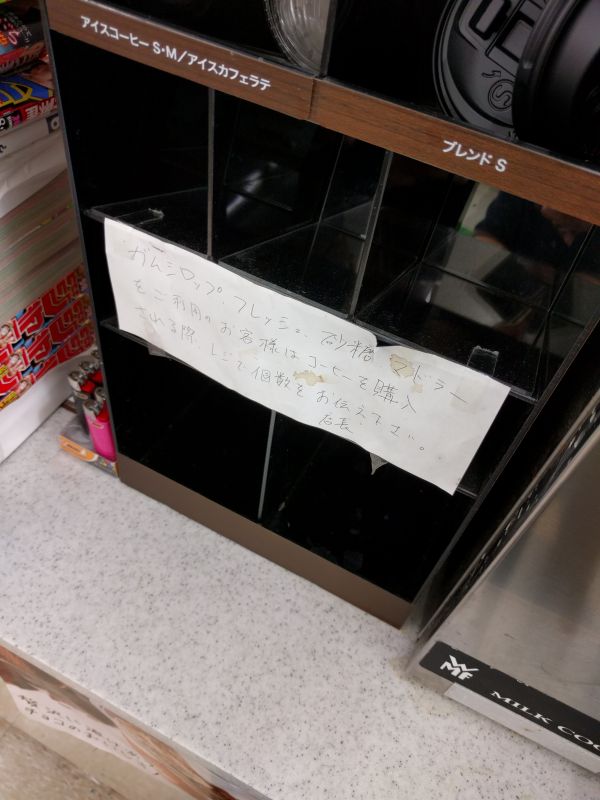 アイスコーヒー S・M/アイスカフェラテ
ブレンド S
ガムシロップ、フレッシュ、砂糖 マドラー
をご利用のお客様はコーヒーを購入
される際、レジで個数をお伝え下さい。
店長
WMF
MILK COO